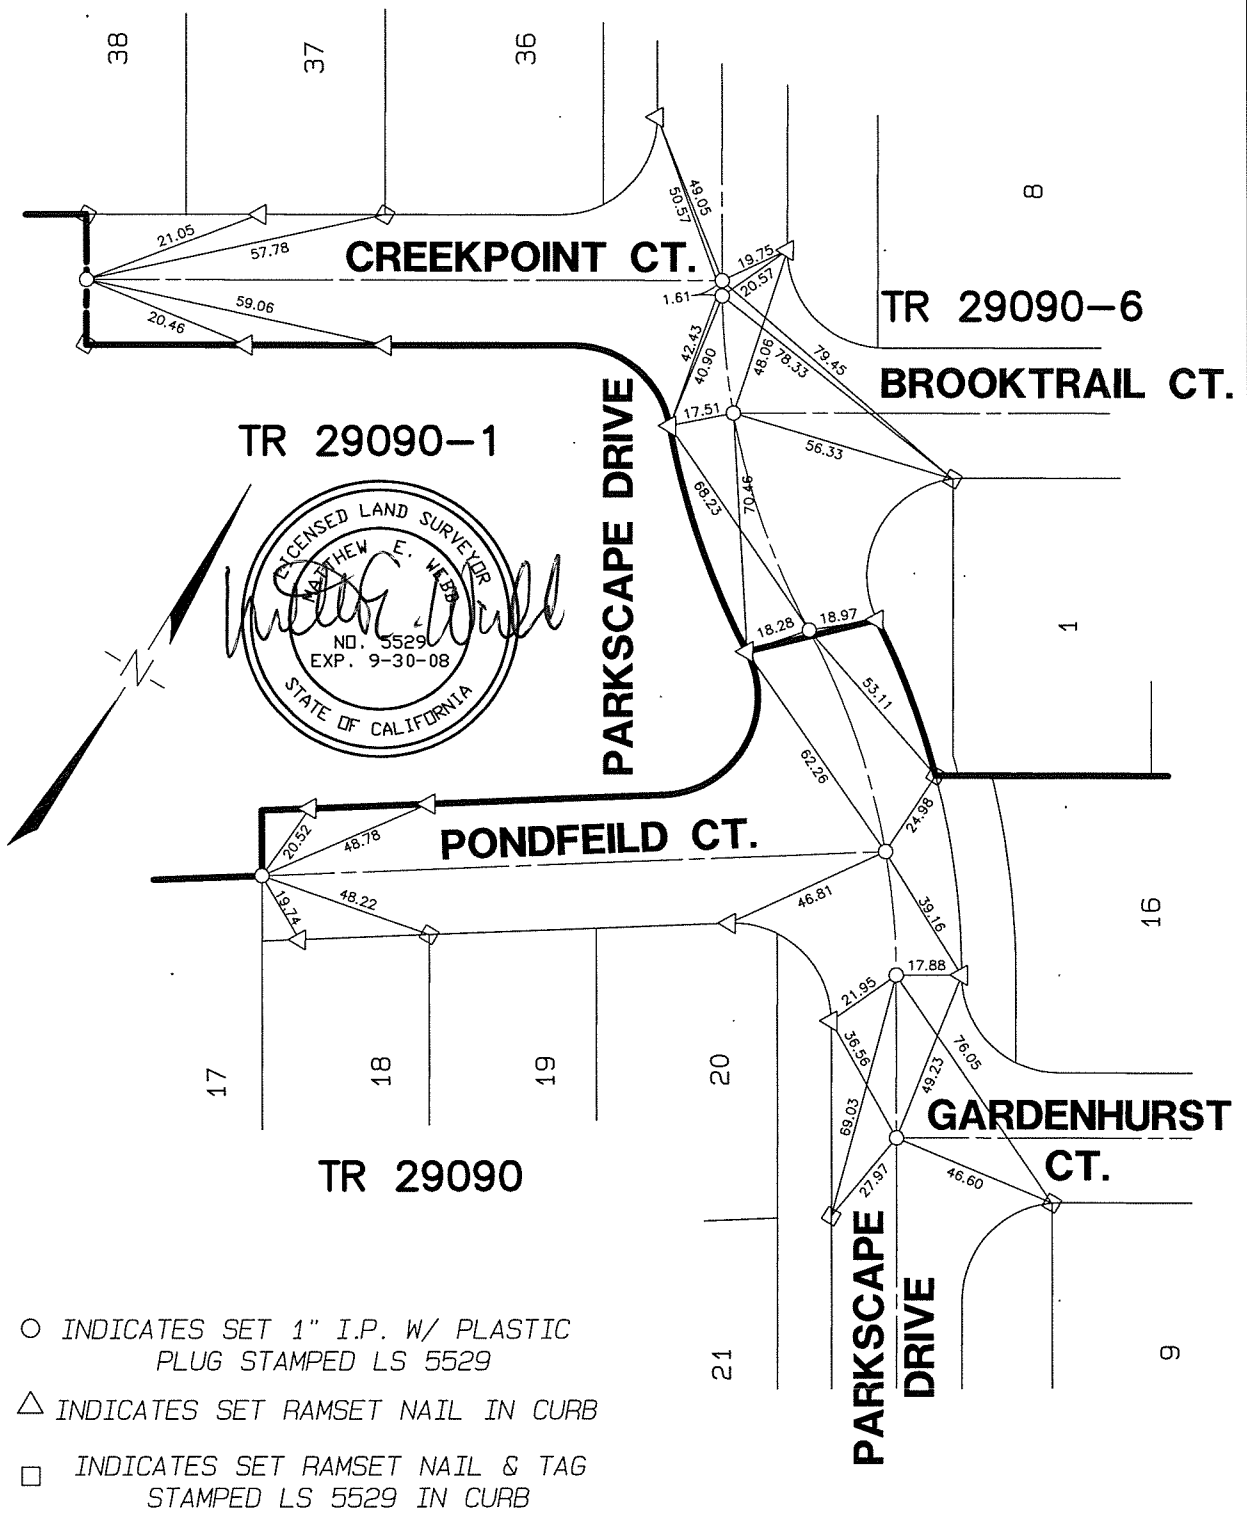 38
37
36
8
49.05
50.57
21.05
57.78
CREEKPOINT CT.
19.75
20.57
1.61
59.06
20.46
TR 29090-6
42.43
40.90
48.06
78.33
79.45
BROOKTRAIL CT.
17.51
TR 29090-1
PARKSCAPE DRIVE
56.33
68.23
70.46
LICENSED LAND SURVEYOR
MATTHEW E. WEBB
NO. 5529
EXP. 9-30-08
STATE OF CALIFORNIA
N
18.28
18.97
1
53.11
62.26
24.98
20.52
48.78
PONDFEILD CT.
19.74
48.22
46.81
39.16
16
17.88
21.95
36.56
76.05
49.23
69.03
17
18
19
20
GARDENHURST
CT.
TR 29090
27.97
46.60
PARKSCAPE
DRIVE
21
9
INDICATES SET 1" I.P. W/ PLASTIC
PLUG STAMPED LS 5529
INDICATES SET RAMSET NAIL IN CURB
INDICATES SET RAMSET NAIL & TAG
STAMPED LS 5529 IN CURB